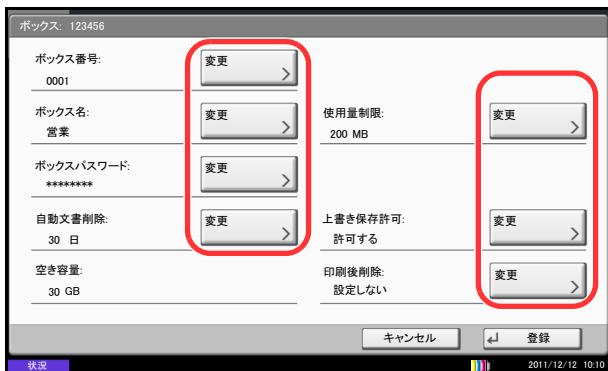 ボックス: 123456
ボックス番号:
変更
0001
ボックス名:
変更
営業
使用量制限:
変更
200 MB
ボックスパスワード:
変更
********
自動文書削除:
変更
30 日
上書き保存許可:
変更
許可する
空き容量:
30 GB
印刷後削除:
変更
設定しない
キャンセル
登録
状況
2011/12/12 10:10